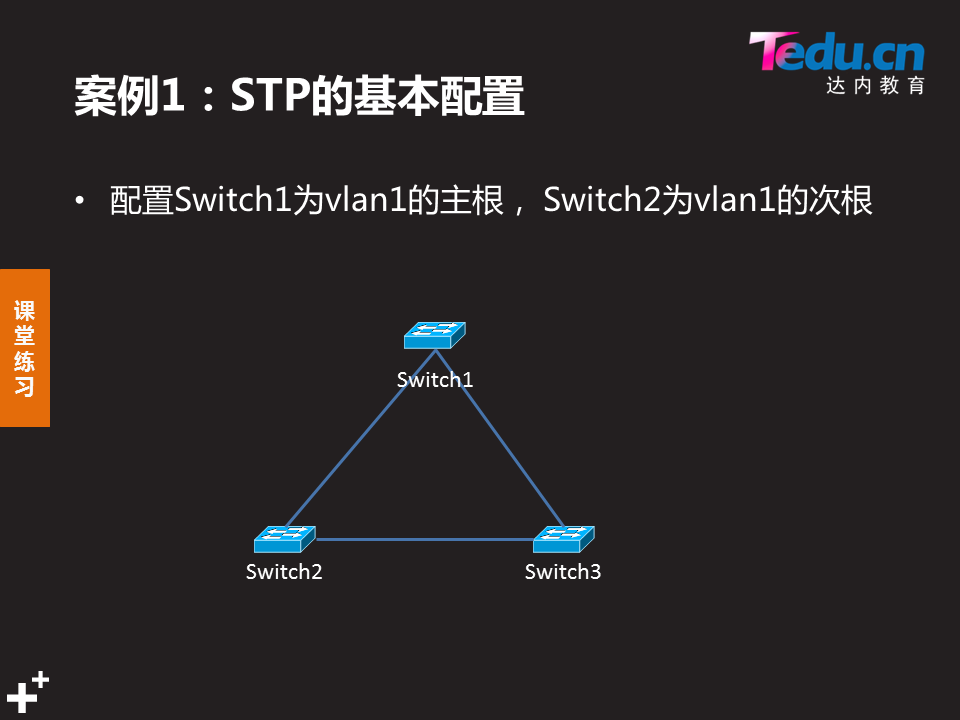 Tedu.cn
达内教育
案例1：STP的基本配置
• 配置Switch1为vlan1的主根， Switch2为vlan1的次根
课
堂
练
习
Switch1
Switch2
Switch3